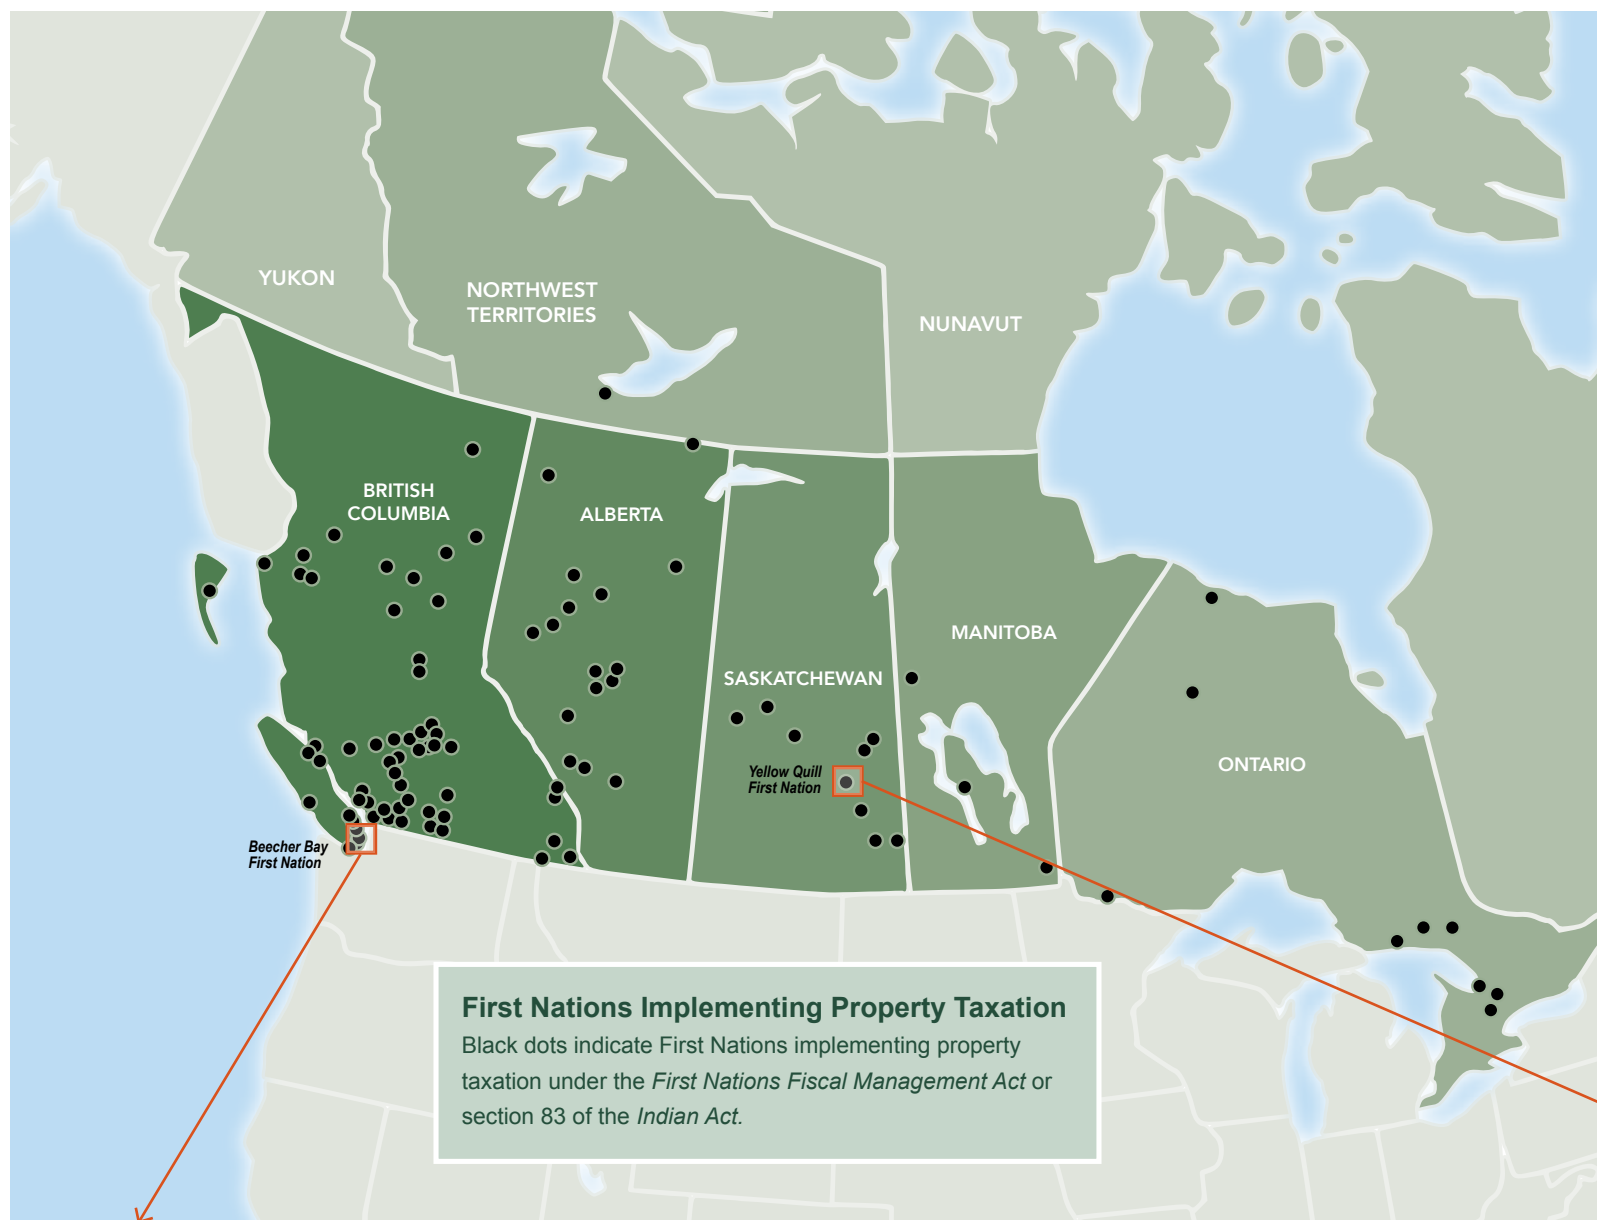 YUKON
NORTHWEST
TERRITORIES
NUNAVUT
BRITISH
COLUMBIA
ALBERTA
MANITOBA
SASKATCHEWAN
ONTARIO
Yellow Quill
First Nation
Beecher Bay
First Nation
First Nations Implementing Property Taxation
Black dots indicate First Nations implementing property
taxation under the First Nations Fiscal Management Act or
section 83 of the Indian Act.